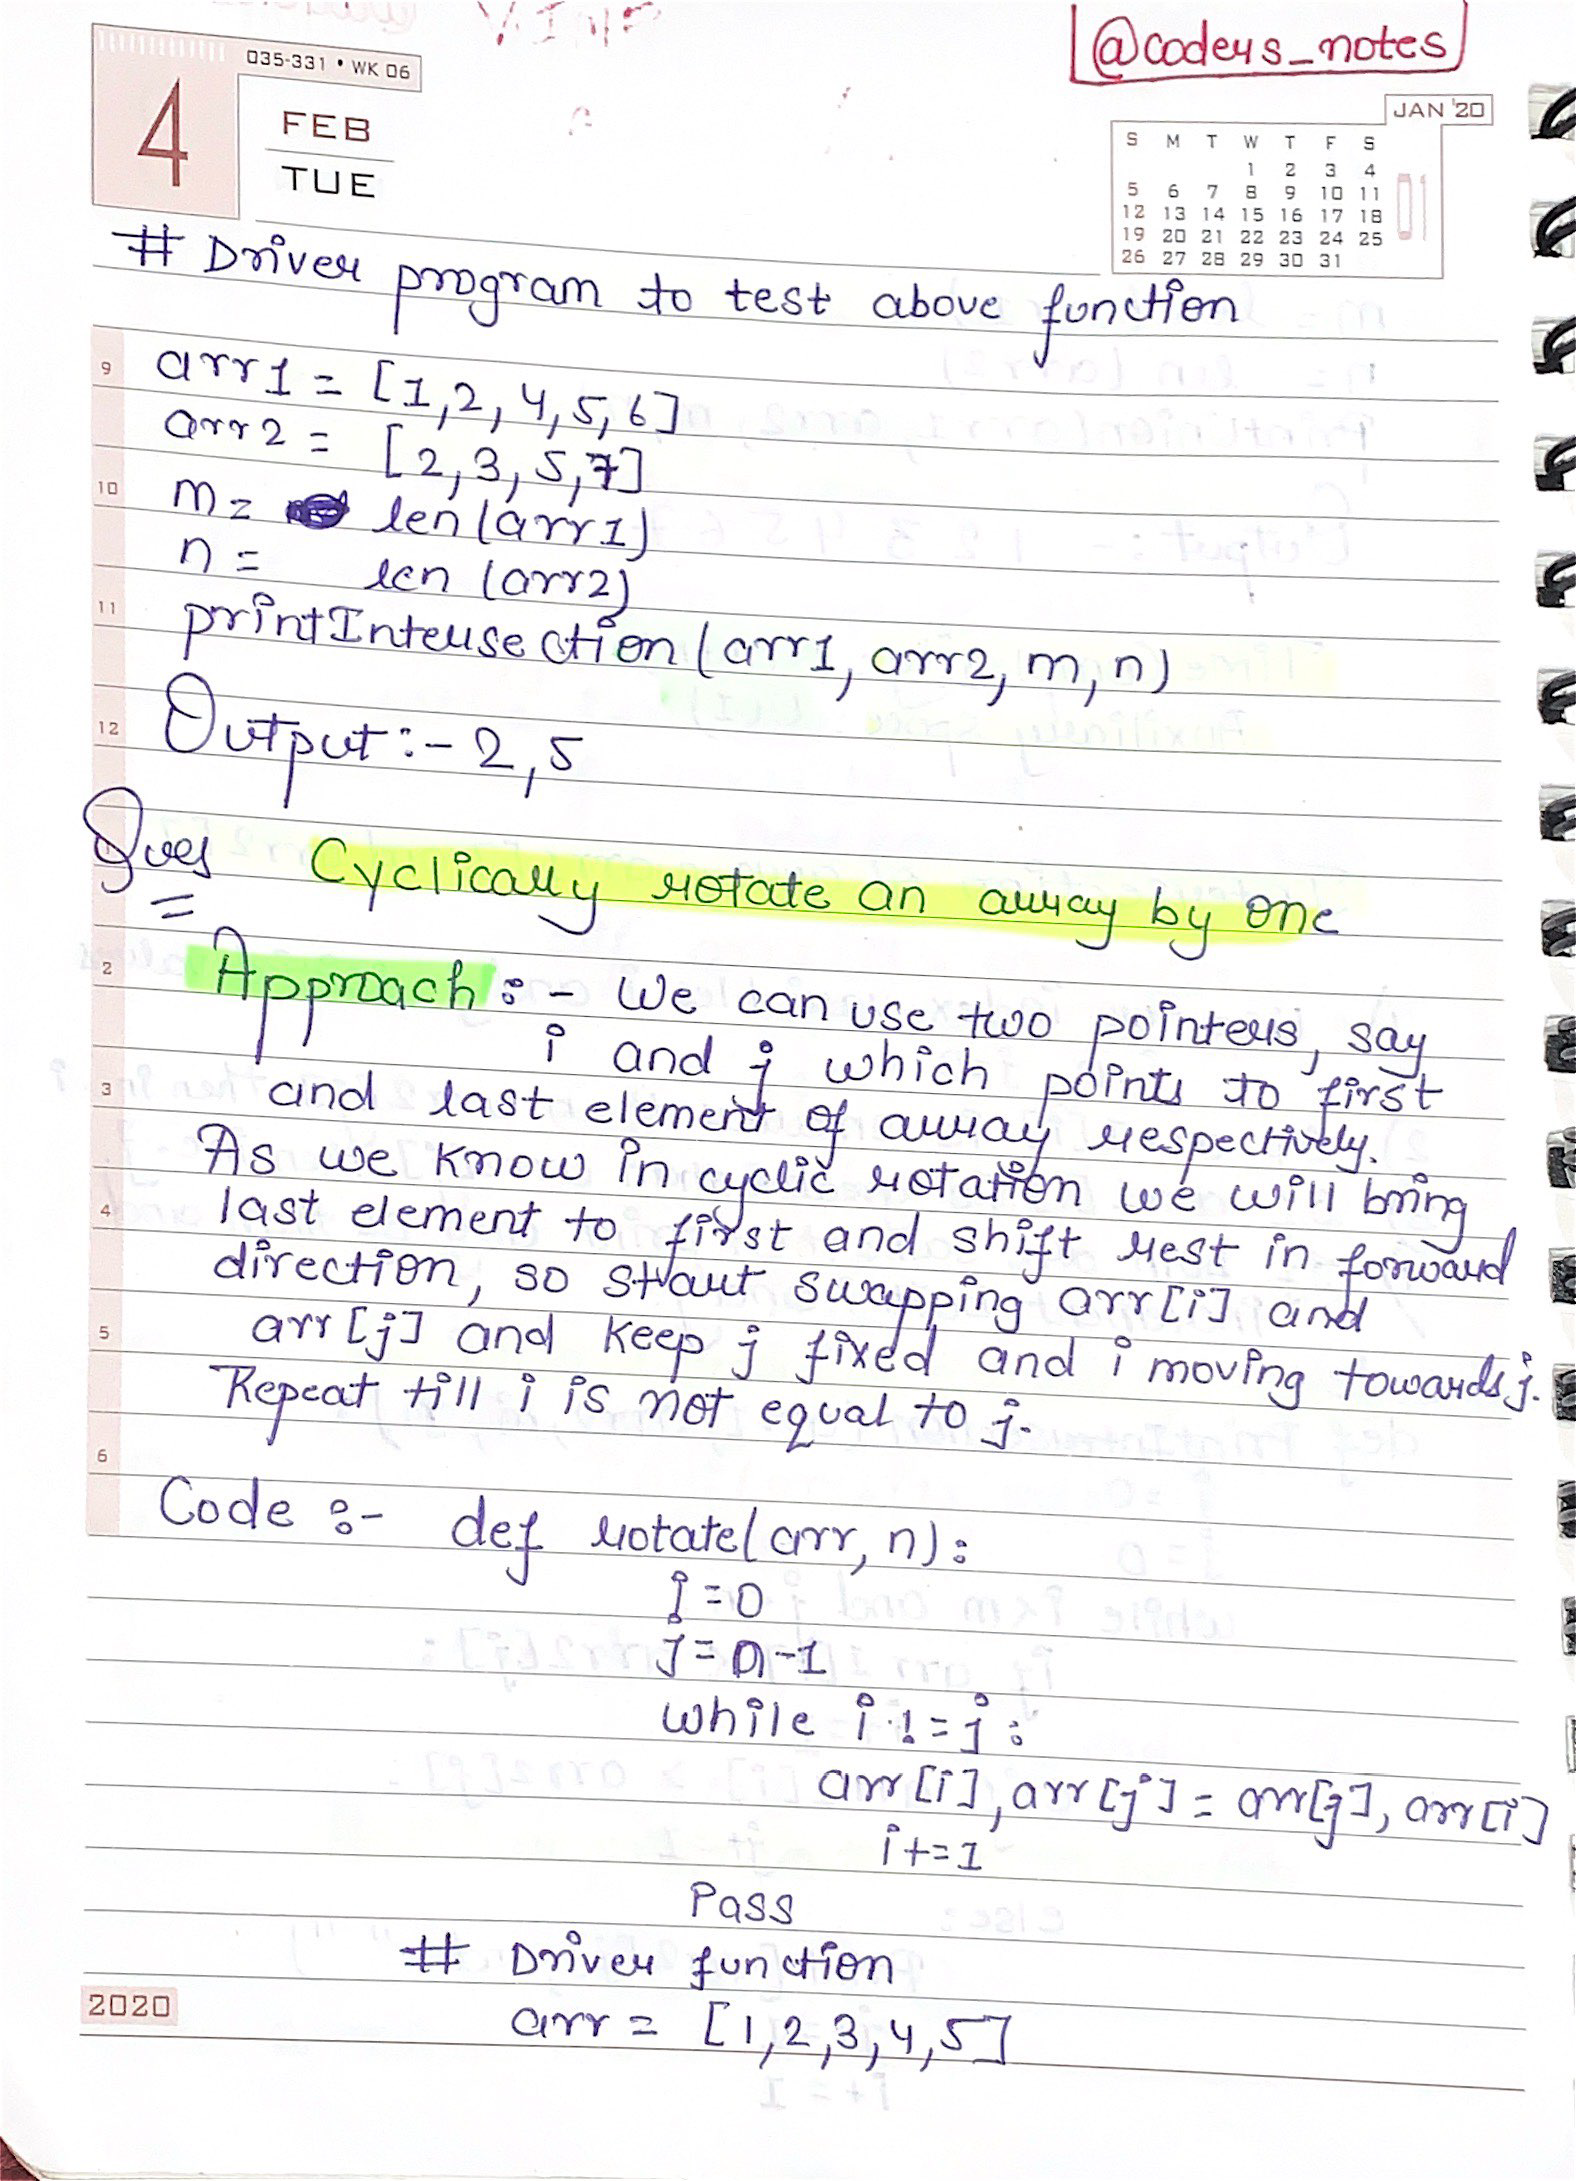 @codeys_notes
4
035-331 • WK 06
FEB
TUE
JAN '20
S M T W T F S
1 2 3 4
5 6 7 8 9 10 11
12 13 14 15 16 17 18
19 20 21 22 23 24 25
26 27 28 29 30 31
01
# Driver program to test above function
9
arr1 = [1,2,4,5,6]
arr2 = [2,3,5,7]
10
m = len(arr1)
n = len(arr2)
11
printIntersection(arr1, arr2, m, n)
12
Output :- 2,5
Ques Cyclically rotate an array by one
2
Approach :- We can use two pointers, say
i and j which points to first
3
and last element of array respectively.
As we know in cyclic rotation we will bring
4
last element to first and shift rest in forward
direction, so start swapping arr[i] and
5
arr[j] and keep j fixed and i moving towards j.
Repeat till i is not equal to j.
6
Code :- def rotate(arr, n):
i=0
j=n-1
while i != j:
arr[i], arr[j] = arr[j], arr[i]
i+=1
Pass
# Driver function
2020
arr = [1,2,3,4,5]